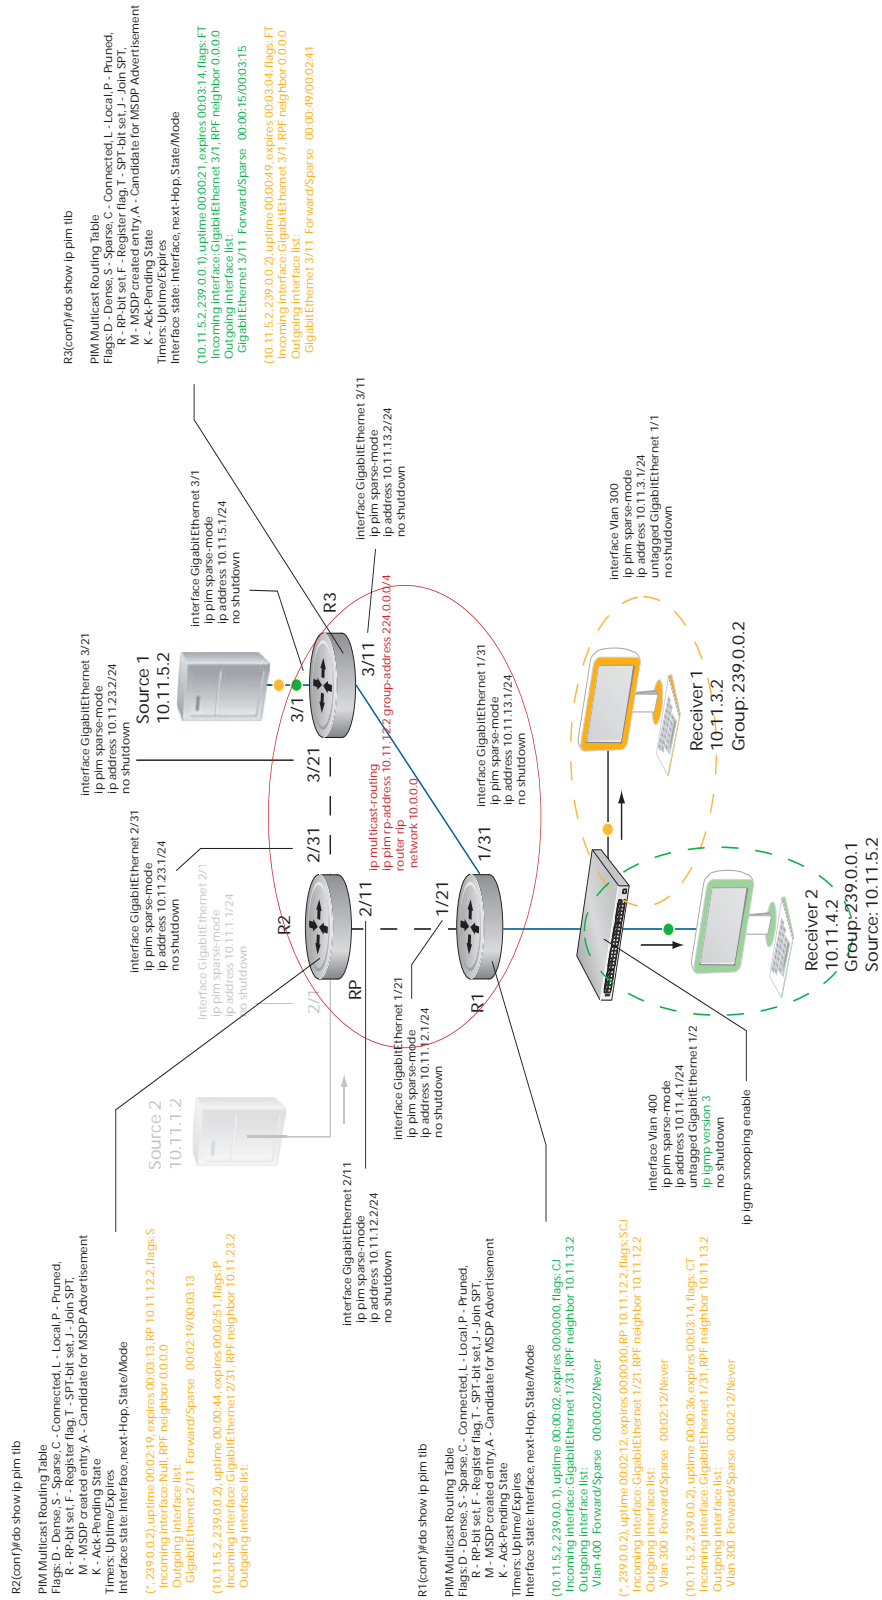 R2(conf)#do show ip pim tib
PIM Multicast Routing Table
Flags: D - Dense, S - Sparse, C - Connected, L - Local, P - Pruned,
R - RP-bit set, F - Register flag, T - SPT-bit set, J - Join SPT,
M - MSDP created entry, A - Candidate for MSDP Advertisement
K - Ack-Pending State
Timers: Uptime/Expires
Interface state: Interface, next-Hop, State/Mode
(*, 239.0.0.2), uptime 00:02:19, expires 00:03:13, RP 10.11.12.2, flags: S
Incoming interface: Null, RPF neighbor 0.0.0.0
Outgoing interface list:
GigabitEthernet 2/11 Forward/Sparse 00:02:19/00:03:13
(10.11.5.2, 239.0.0.2), uptime 00:00:44, expires 00:02:51, flags: P
Incoming interface: GigabitEthernet 2/31, RPF neighbor 10.11.23.2
Outgoing interface list:
R3(conf)#do show ip pim tib
PIM Multicast Routing Table
Flags: D - Dense, S - Sparse, C - Connected, L - Local, P - Pruned,
R - RP-bit set, F - Register flag, T - SPT-bit set, J - Join SPT,
M - MSDP created entry, A - Candidate for MSDP Advertisement
K - Ack-Pending State
Timers: Uptime/Expires
Interface state: Interface, next-Hop, State/Mode
(10.11.5.2, 239.0.0.1), uptime 00:00:21, expires 00:03:14, flags: FT
Incoming interface: GigabitEthernet 3/1, RPF neighbor 0.0.0.0
Outgoing interface list:
GigabitEthernet 3/11 Forward/Sparse 00:00:15/00:03:15
(10.11.5.2, 239.0.0.2), uptime 00:00:49, expires 00:03:04, flags: FT
Incoming interface: GigabitEthernet 3/1, RPF neighbor 0.0.0.0
Outgoing interface list:
GigabitEthernet 3/11 Forward/Sparse 00:00:49/00:02:41
interface GigabitEthernet 3/21
ip pim sparse-mode
ip address 10.11.23.2/24
no shutdown
Source 1
10.11.5.2
interface GigabitEthernet 3/1
ip pim sparse-mode
ip address 10.11.5.1/24
no shutdown
interface GigabitEthernet 2/31
ip pim sparse-mode
ip address 10.11.23.1/24
no shutdown
interface GigabitEthernet 2/1
ip pim sparse-mode
ip address 10.11.1.1/24
no shutdown
Source 2
10.11.1.2
2/1
R2
2/31
3/21
3/1
R3
RP
2/11
3/11
interface GigabitEthernet 3/11
ip pim sparse-mode
ip address 10.11.13.2/24
no shutdown
ip multicast-routing
ip pim rp-address 10.11.12.2 group-address 224.0.0.0/4
router rip
network 10.0.0.0
interface GigabitEthernet 2/11
ip pim sparse-mode
ip address 10.11.12.2/24
no shutdown
interface GigabitEthernet 1/21
ip pim sparse-mode
ip address 10.11.12.1/24
no shutdown
1/21
R1
1/31
interface GigabitEthernet 1/31
ip pim sparse-mode
ip address 10.11.13.1/24
no shutdown
R1(conf)#do show ip pim tib
PIM Multicast Routing Table
Flags: D - Dense, S - Sparse, C - Connected, L - Local, P - Pruned,
R - RP-bit set, F - Register flag, T - SPT-bit set, J - Join SPT,
M - MSDP created entry, A - Candidate for MSDP Advertisement
K - Ack-Pending State
Timers: Uptime/Expires
Interface state: Interface, next-Hop, State/Mode
(10.11.5.2, 239.0.0.1), uptime 00:00:02, expires 00:00:00, flags: CJ
Incoming interface: GigabitEthernet 1/31, RPF neighbor 10.11.13.2
Outgoing interface list:
Vlan 400 Forward/Sparse 00:00:02/Never
(*, 239.0.0.2), uptime 00:02:12, expires 00:00:00, RP 10.11.12.2, flags: SCJ
Incoming interface: GigabitEthernet 1/21, RPF neighbor 10.11.12.2
Outgoing interface list:
Vlan 300 Forward/Sparse 00:02:12/Never
(10.11.5.2, 239.0.0.2), uptime 00:00:36, expires 00:03:14, flags: CT
Incoming interface: GigabitEthernet 1/31, RPF neighbor 10.11.13.2
Outgoing interface list:
Vlan 300 Forward/Sparse 00:02:12/Never
interface Vlan 300
ip pim sparse-mode
ip address 10.11.3.1/24
untagged GigabitEthernet 1/1
no shutdown
Receiver 1
10.11.3.2
Group: 239.0.0.2
interface Vlan 400
ip pim sparse-mode
ip address 10.11.4.1/24
untagged GigabitEthernet 1/2
ip igmp version 3
no shutdown
ip igmp snooping enable
Receiver 2
10.11.4.2
Group: 239.0.0.1
Source: 10.11.5.2